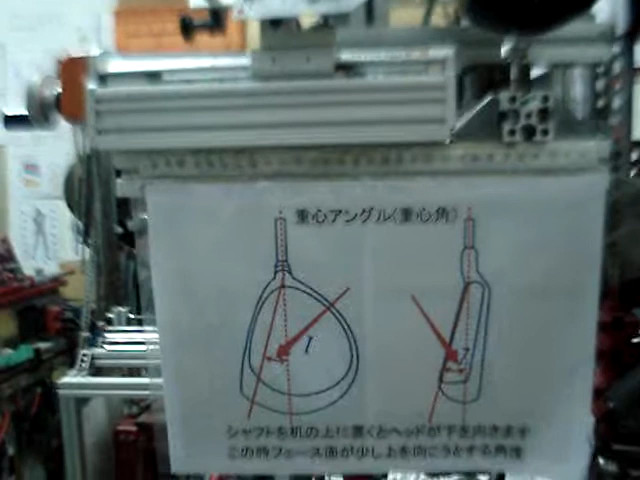 重心アングル(重心角)
シャフトを机の上に置くとヘッドが下を向きます
この時フェース面が少し上を向こうとする角度